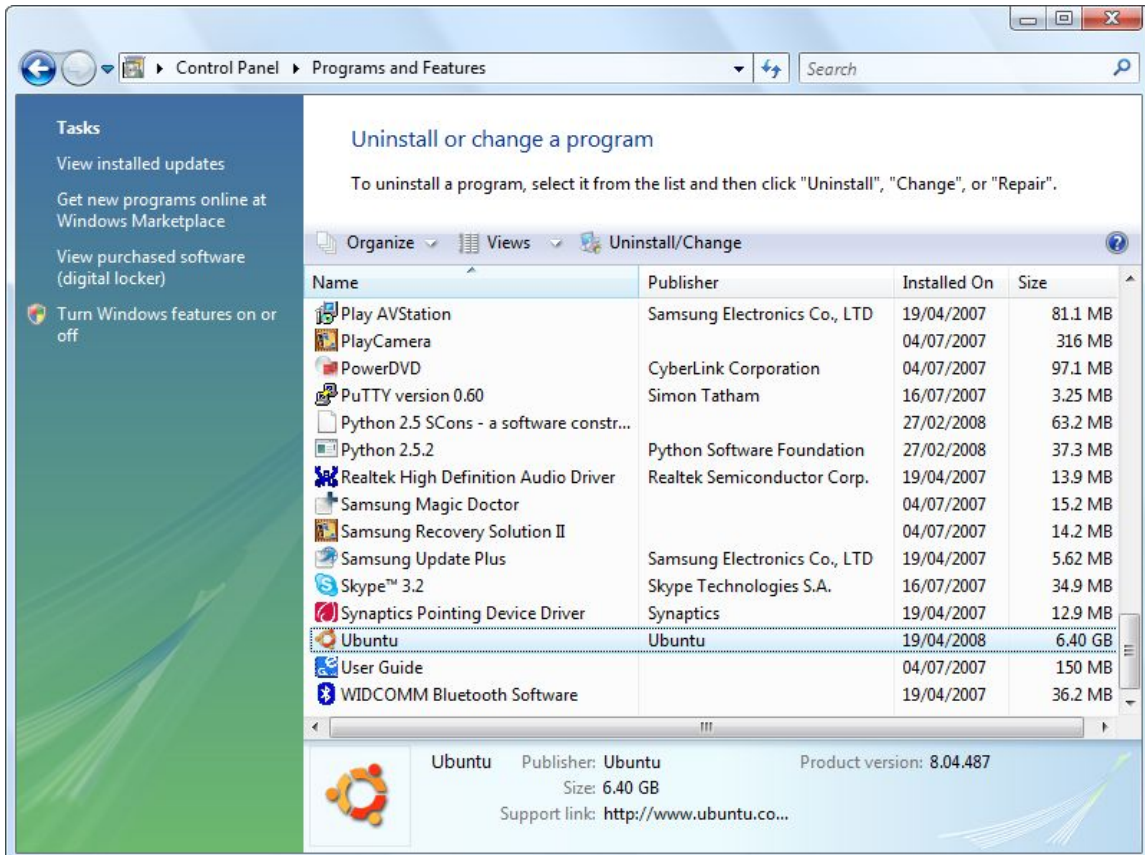 Control Panel Programs and Features Search
Tasks
View installed updates
Get new programs online at
Windows Marketplace
View purchased software
(digital locker)
Turn Windows features on or
off
Uninstall or change a program
To uninstall a program, select it from the list and then click "Uninstall", "Change", or "Repair".
Organize Views Uninstall/Change
Name Publisher Installed On Size
Play AVStation Samsung Electronics Co., LTD 19/04/2007 81.1 MB
PlayCamera 04/07/2007 316 MB
PowerDVD CyberLink Corporation 04/07/2007 97.1 MB
PuTTY version 0.60 Simon Tatham 16/07/2007 3.25 MB
Python 2.5 SCons - a software constr... 27/02/2008 63.2 MB
Python 2.5.2 Python Software Foundation 27/02/2008 37.3 MB
Realtek High Definition Audio Driver Realtek Semiconductor Corp. 19/04/2007 13.9 MB
Samsung Magic Doctor 04/07/2007 15.2 MB
Samsung Recovery Solution II 04/07/2007 14.2 MB
Samsung Update Plus Samsung Electronics Co., LTD 19/04/2007 5.62 MB
Skype™ 3.2 Skype Technologies S.A. 16/07/2007 34.9 MB
Synaptics Pointing Device Driver Synaptics 19/04/2007 12.9 MB
Ubuntu Ubuntu 19/04/2008 6.40 GB
User Guide 04/07/2007 150 MB
WIDCOMM Bluetooth Software 19/04/2007 36.2 MB
Ubuntu Publisher: Ubuntu Product version: 8.04.487
Size: 6.40 GB
Support link: http://www.ubuntu.co...